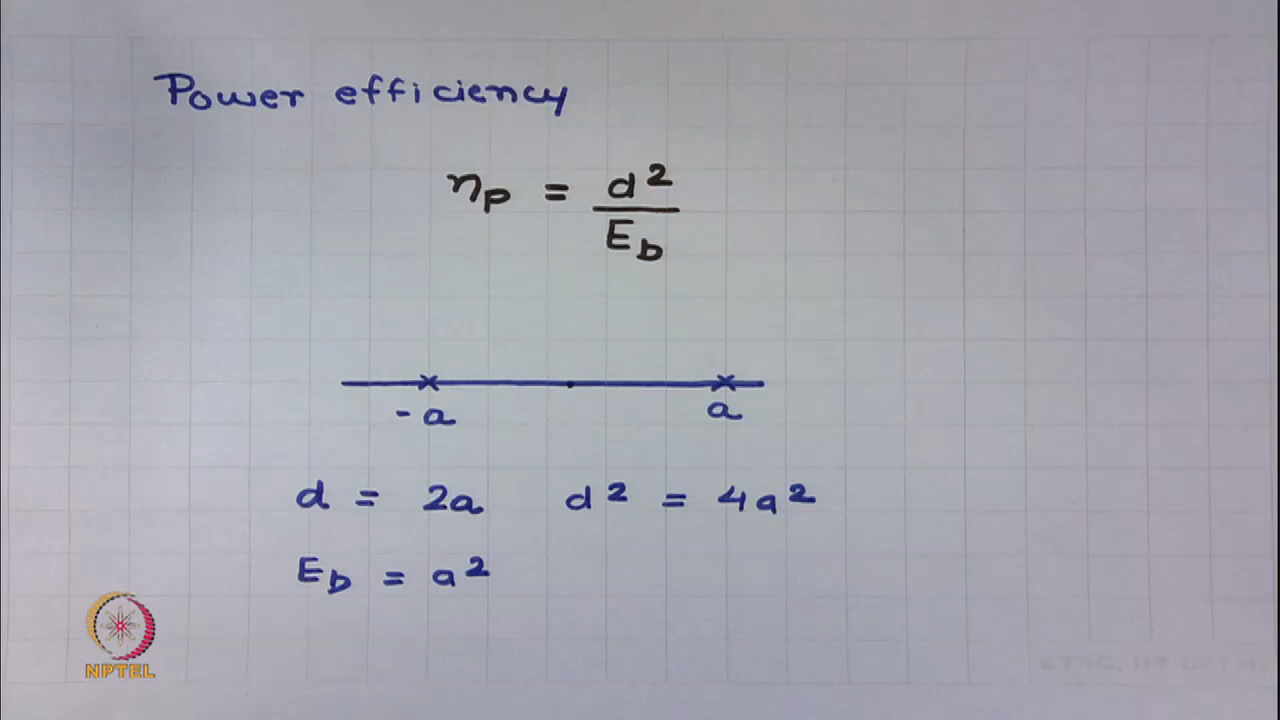 Power efficiency
ηp = d² / Eb
-a a
d = 2a d² = 4a²
Eb = a²
NPTEL